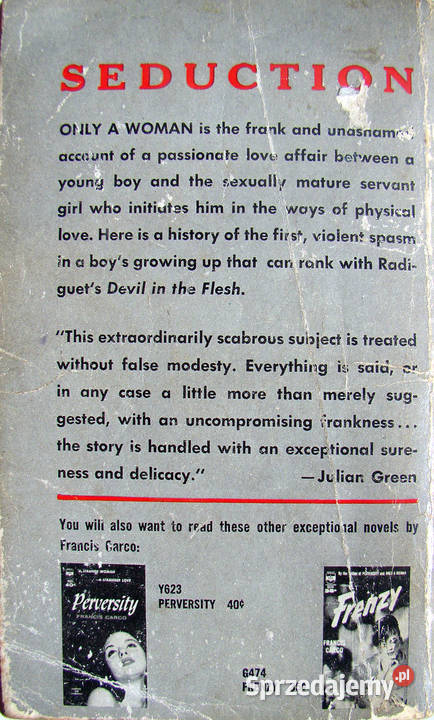 SEDUCTION
ONLY A WOMAN is the frank and unashamed
account of a passionate love affair between a
young boy and the sexually mature servant
girl who initiates him in the ways of physical
love. Here is a history of the first, violent spasm
in a boy's growing up that can rank with Radi-
guet's Devil in the Flesh.
"This extraordinarily scabrous subject is treated
without false modesty. Everything is said, or
in any case a little more than merely sug-
gested, with an uncompromising frankness...
the story is handled with an exceptional sure-
ness and delicacy."
—Julian Green
You will also want to read these other exceptional novels by
Francis Carco:
Perversity
FRANCIS CARCO
Y623
PERVERSITY 40¢
Frenzy
FRANCIS
CARCO
G474
Sprzedajemy.pl